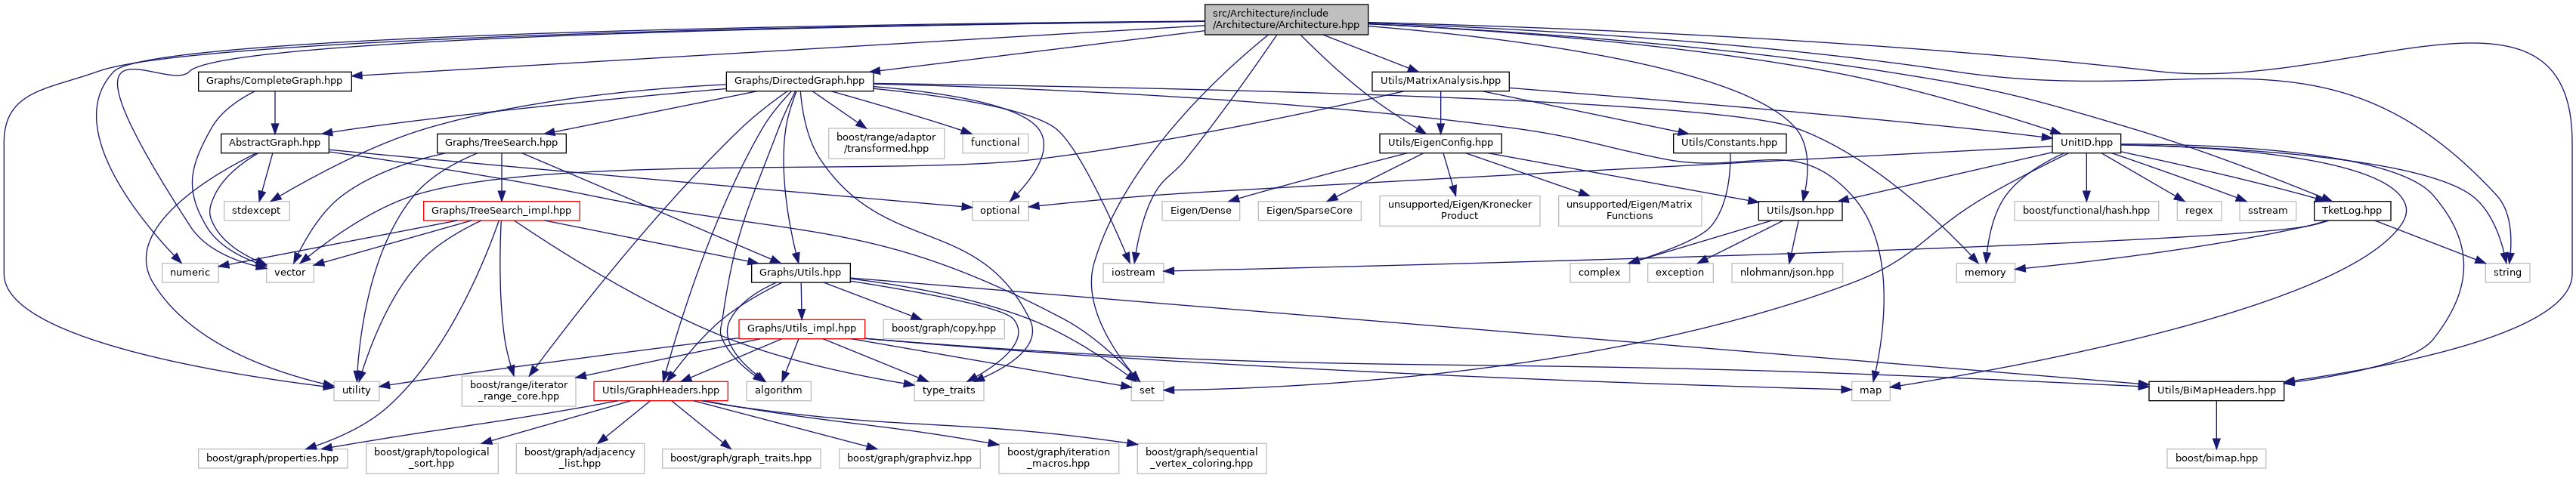 src/Architecture/include
/Architecture/Architecture.hpp
Graphs/CompleteGraph.hpp
Graphs/DirectedGraph.hpp
Utils/MatrixAnalysis.hpp
AbstractGraph.hpp
Graphs/TreeSearch.hpp
boost/range/adaptor
/transformed.hpp
functional
Utils/EigenConfig.hpp
Utils/Constants.hpp
UnitID.hpp
stdexcept
Graphs/TreeSearch_impl.hpp
optional
Eigen/Dense
Eigen/SparseCore
unsupported/Eigen/Kronecker
Product
unsupported/Eigen/Matrix
Functions
Utils/Json.hpp
boost/functional/hash.hpp
regex
sstream
TketLog.hpp
numeric
vector
Graphs/Utils.hpp
iostream
complex
exception
nlohmann/json.hpp
memory
string
Graphs/Utils_impl.hpp
boost/graph/copy.hpp
utility
boost/range/iterator
_range_core.hpp
Utils/GraphHeaders.hpp
algorithm
type_traits
set
map
Utils/BiMapHeaders.hpp
boost/graph/properties.hpp
boost/graph/topological
_sort.hpp
boost/graph/adjacency
_list.hpp
boost/graph/graph_traits.hpp
boost/graph/graphviz.hpp
boost/graph/iteration
_macros.hpp
boost/graph/sequential
_vertex_coloring.hpp
boost/bimap.hpp